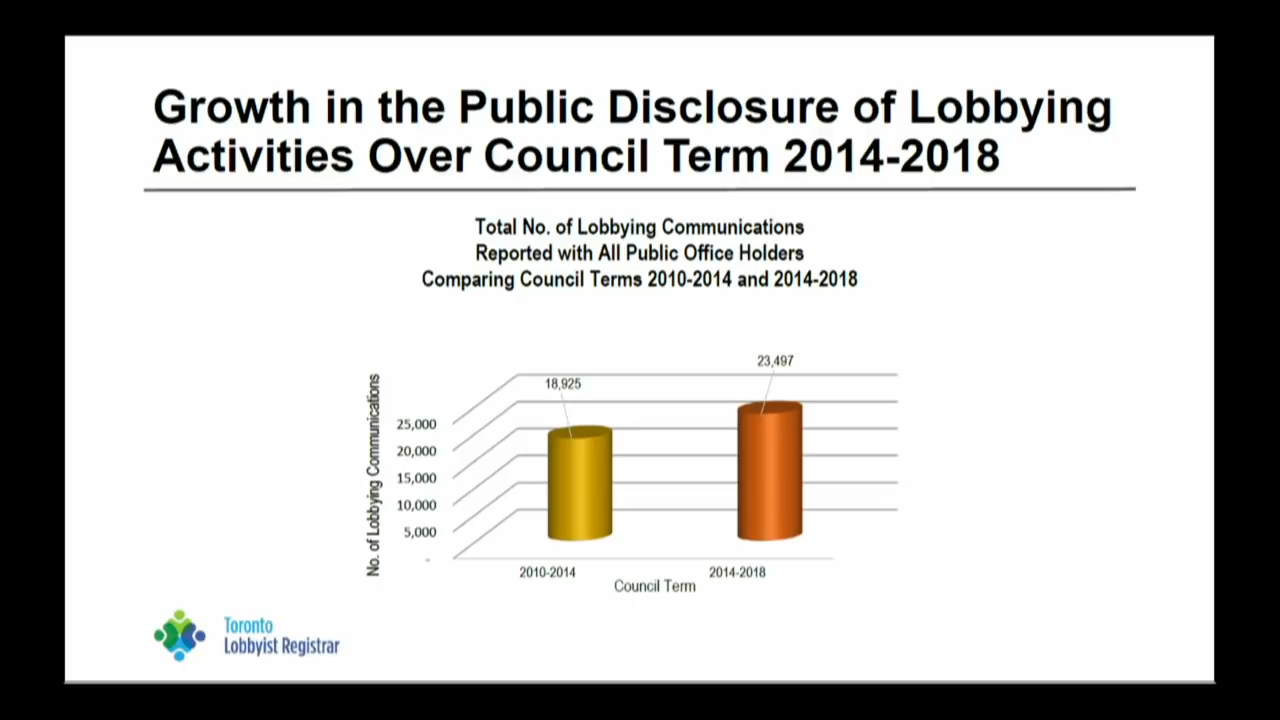 Growth in the Public Disclosure of Lobbying
Activities Over Council Term 2014-2018
Total No. of Lobbying Communications
Reported with All Public Office Holders
Comparing Council Terms 2010-2014 and 2014-2018
No. of Lobbying Communications
25,000
20,000
15,000
10,000
5,000
-
18,925
23,497
2010-2014
2014-2018
Council Term
Toronto
Lobbyist Registrar